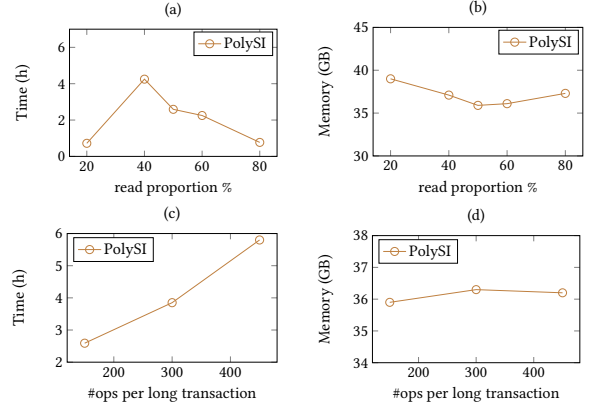 (a)
PolySI
6
4
2
0
Time (h)
20
40
60
80
read proportion %
(b)
PolySI
45
40
35
30
Memory (GB)
20
40
60
80
read proportion %
(c)
PolySI
6
5
4
3
2
Time (h)
200
300
400
#ops per long transaction
(d)
PolySI
38
37
36
35
34
Memory (GB)
200
300
400
#ops per long transaction